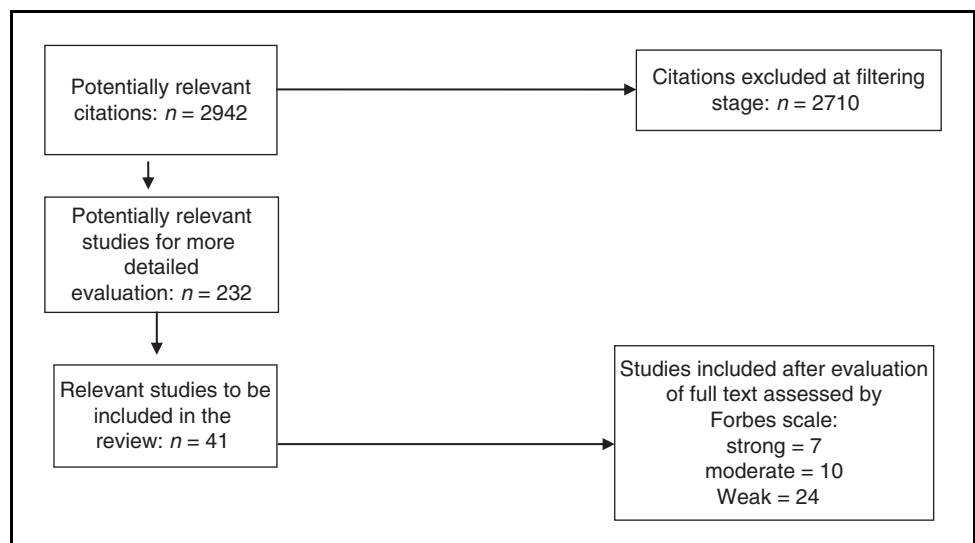 Potentially relevant
citations: n = 2942
Citations excluded at filtering
stage: n = 2710
Potentially relevant
studies for more
detailed
evaluation: n = 232
Relevant studies to be
included in the
review: n = 41
Studies included after evaluation
of full text assessed by
Forbes scale:
strong = 7
moderate = 10
Weak = 24